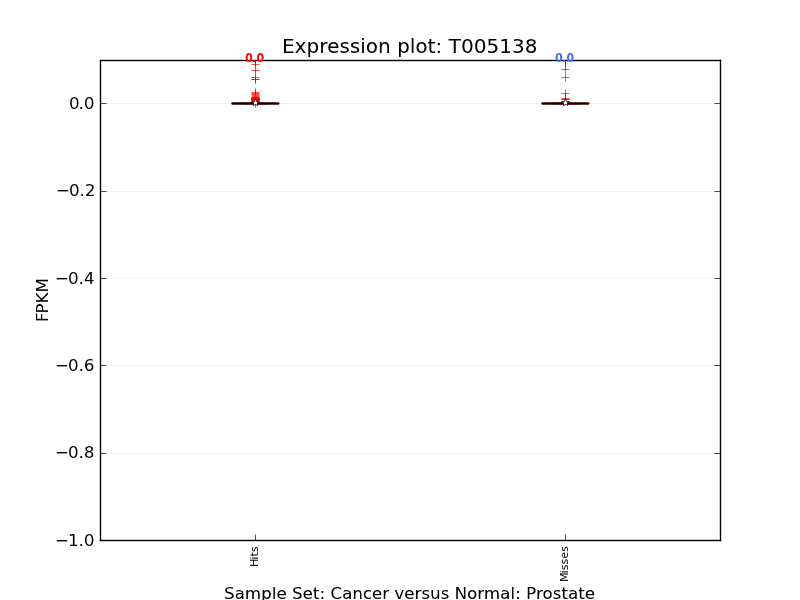 Expression plot: T005138
0.0 0.0
0.0
−0.2
−0.4
−0.6
−0.8
−1.0
FPKM
Hits Misses
Sample Set: Cancer versus Normal: Prostate